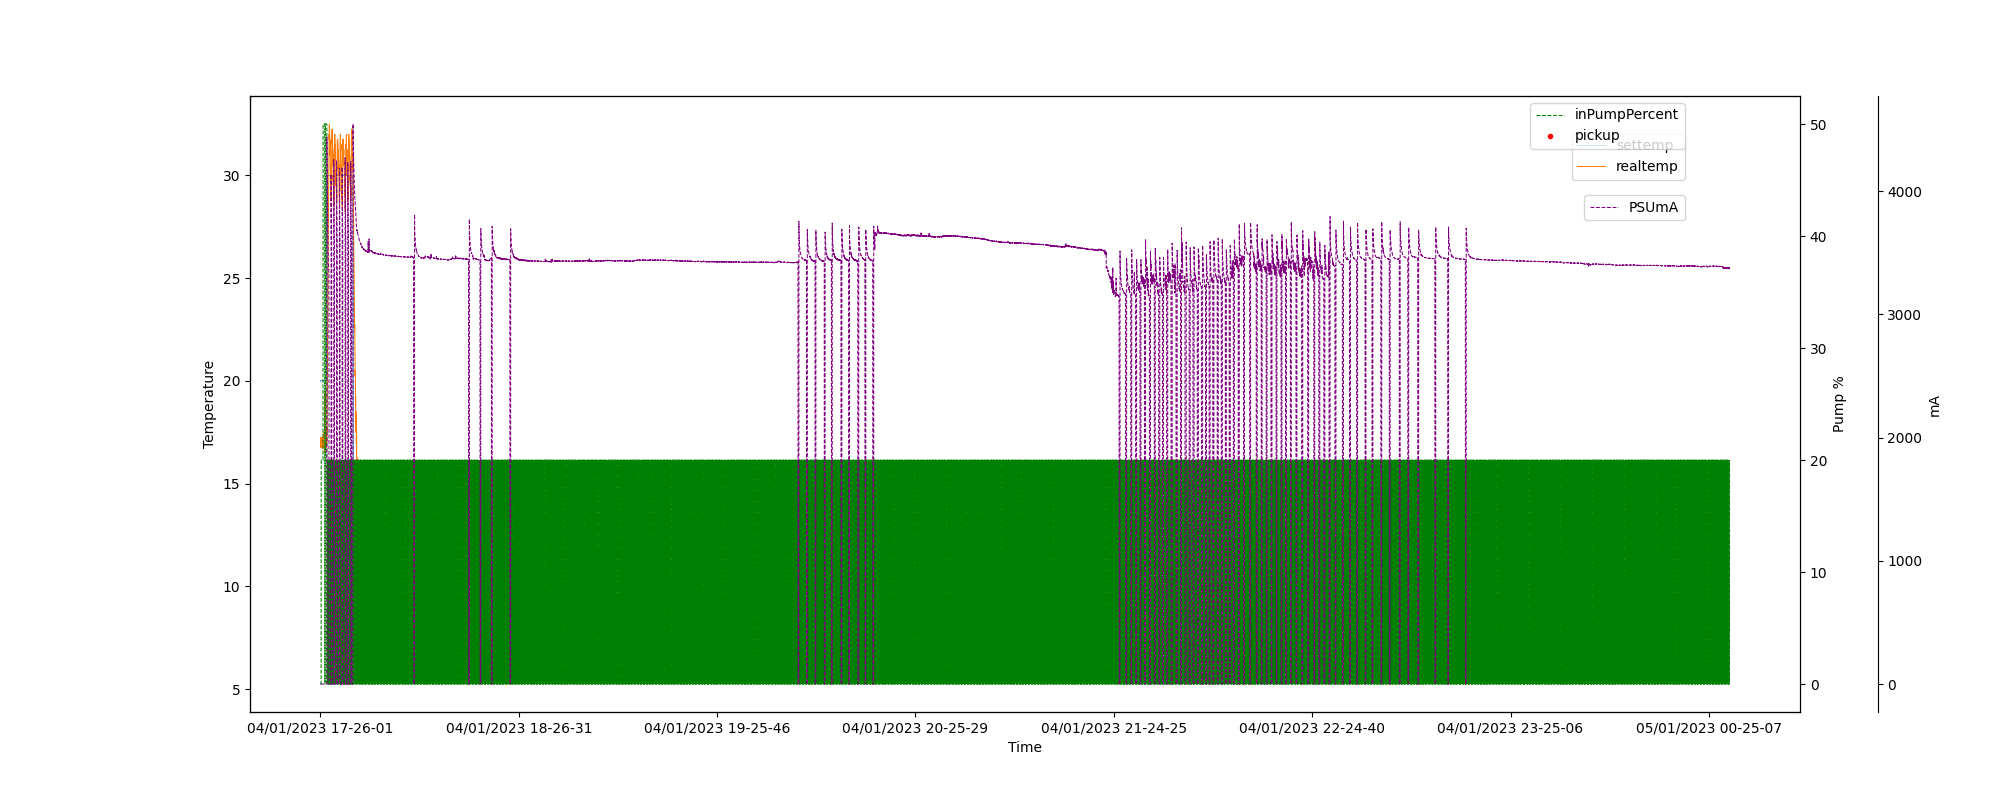 inPumpPercent
pickup
settemp
realtemp
PSUmA
Temperature
30
25
20
15
10
5
Pump %
50
40
30
20
10
0
mA
4000
3000
2000
1000
0
04/01/2023 17-26-01
04/01/2023 18-26-31
04/01/2023 19-25-46
04/01/2023 20-25-29
04/01/2023 21-24-25
04/01/2023 22-24-40
04/01/2023 23-25-06
05/01/2023 00-25-07
Time